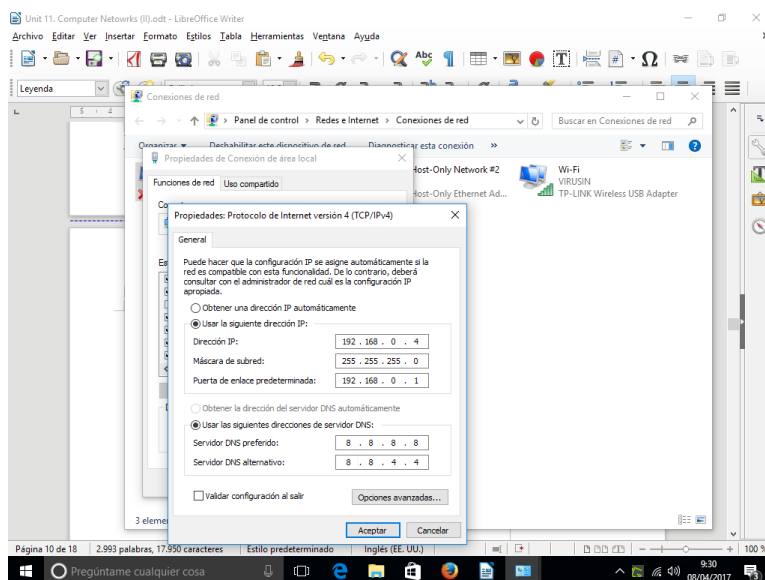 Unit 11. Computer Netowrks (II).odt - LibreOffice Writer
Archivo Editar Ver Insertar Formato Estilos Tabla Herramientas Ventana Ayuda
Leyenda
Conexiones de red
Panel de control > Redes e Internet > Conexiones de red
Buscar en Conexiones de red
Organizar Deshabilitar este dispositivo de red Diagnosticar esta conexión »
Propiedades de Conexión de área local
Host-Only Network #2
Host-Only Ethernet Ad...
Wi-Fi
VIRUSIN
TP-LINK Wireless USB Adapter
Funciones de red Uso compartido
Propiedades: Protocolo de Internet versión 4 (TCP/IPv4)
General
Puede hacer que la configuración IP se asigne automáticamente si la
red es compatible con esta funcionalidad. De lo contrario, deberá
consultar con el administrador de red cuál es la configuración IP
apropiada.
Obtener una dirección IP automáticamente
Usar la siguiente dirección IP:
Dirección IP: 192 . 168 . 0 . 4
Máscara de subred: 255 . 255 . 255 . 0
Puerta de enlace predeterminada: 192 . 168 . 0 . 1
Obtener la dirección del servidor DNS automáticamente
Usar las siguientes direcciones de servidor DNS:
Servidor DNS preferido: 8 . 8 . 8 . 8
Servidor DNS alternativo: 8 . 8 . 4 . 4
Validar configuración al salir
Opciones avanzadas...
Aceptar Cancelar
3 eleme
Página 10 de 18 2.993 palabras, 17.950 caracteres Estilo predeterminado Inglés (EE. UU.) 100 %
Pregúntame cualquier cosa
9:30
08/04/2017